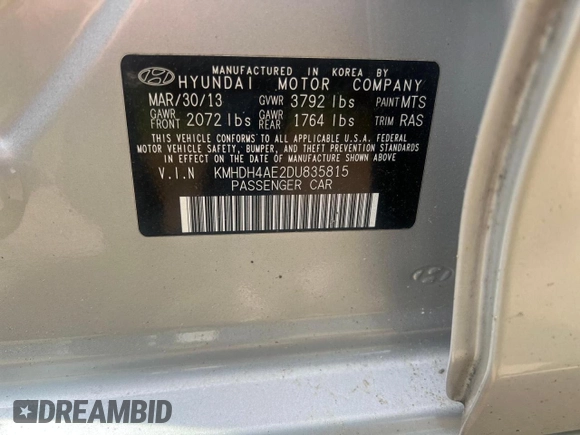 MANUFACTURED IN KOREA BY
HYUNDAI MOTOR COMPANY
MAR/30/13 GVWR 3792 lbs PAINT MTS
GAWR FRONT 2072 lbs GAWR REAR 1764 lbs TRIM RAS
THIS VEHICLE CONFORMS TO ALL APPLICABLE U.S.A. FEDERAL
MOTOR VEHICLE SAFETY, BUMPER, AND THEFT PREVENTION STANDARDS
IN EFFECT ON THE DATE OF MANUFACTURE SHOWN ABOVE.
V.I.N KMHDH4AE2DU835815
PASSENGER CAR
DREAMBID